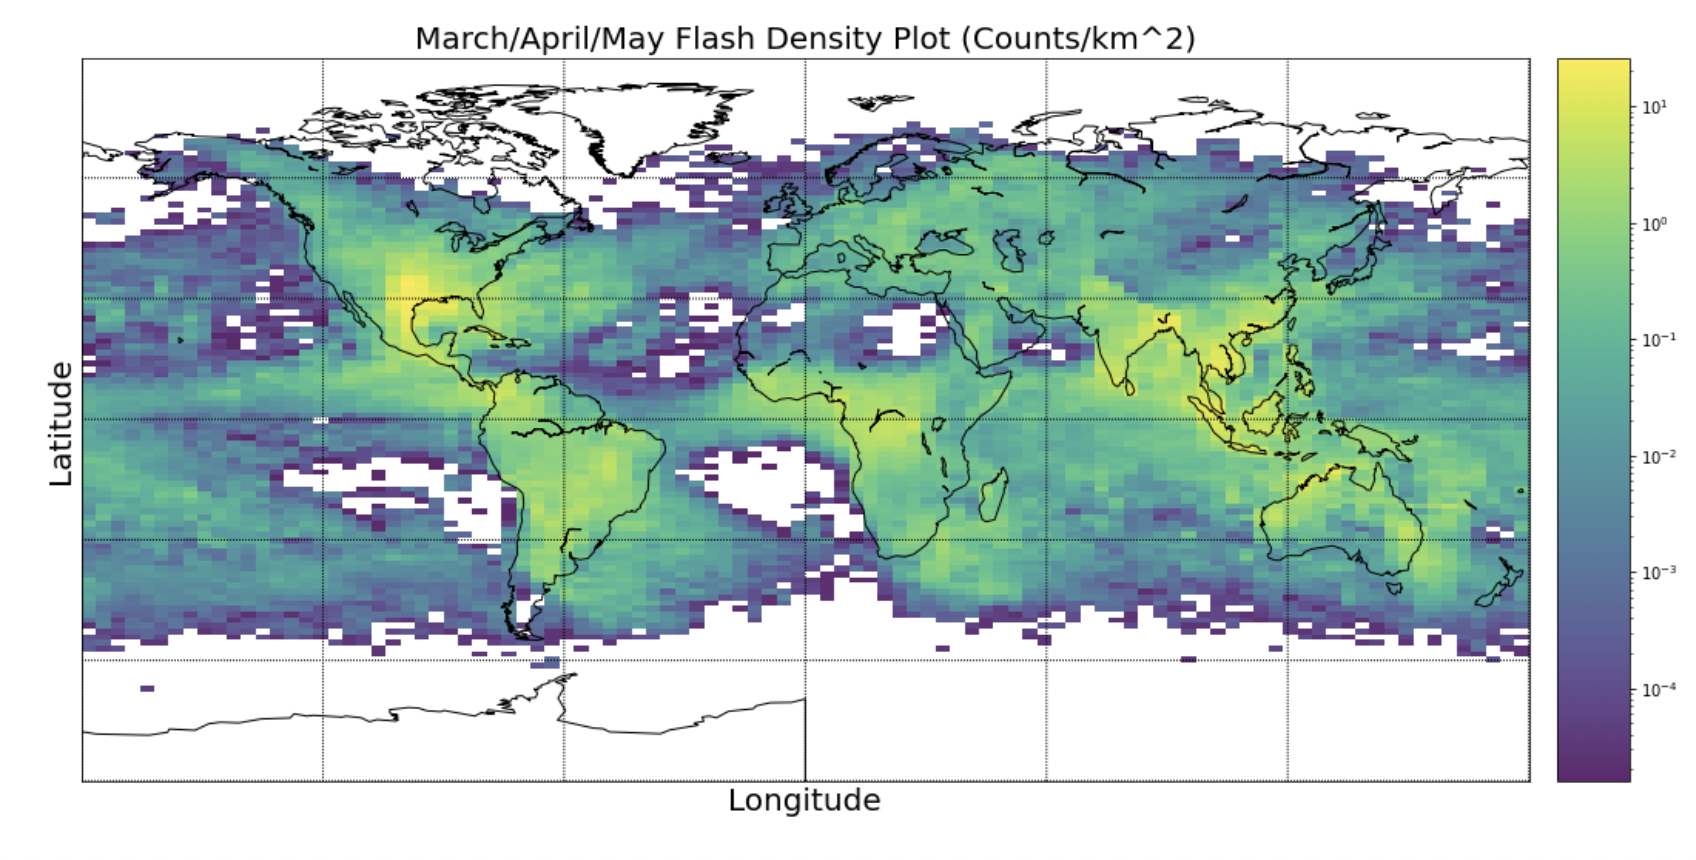 March/April/May Flash Density Plot (Counts/km^2)
10¹
10⁰
10⁻¹
10⁻²
10⁻³
10⁻⁴
Latitude
Longitude